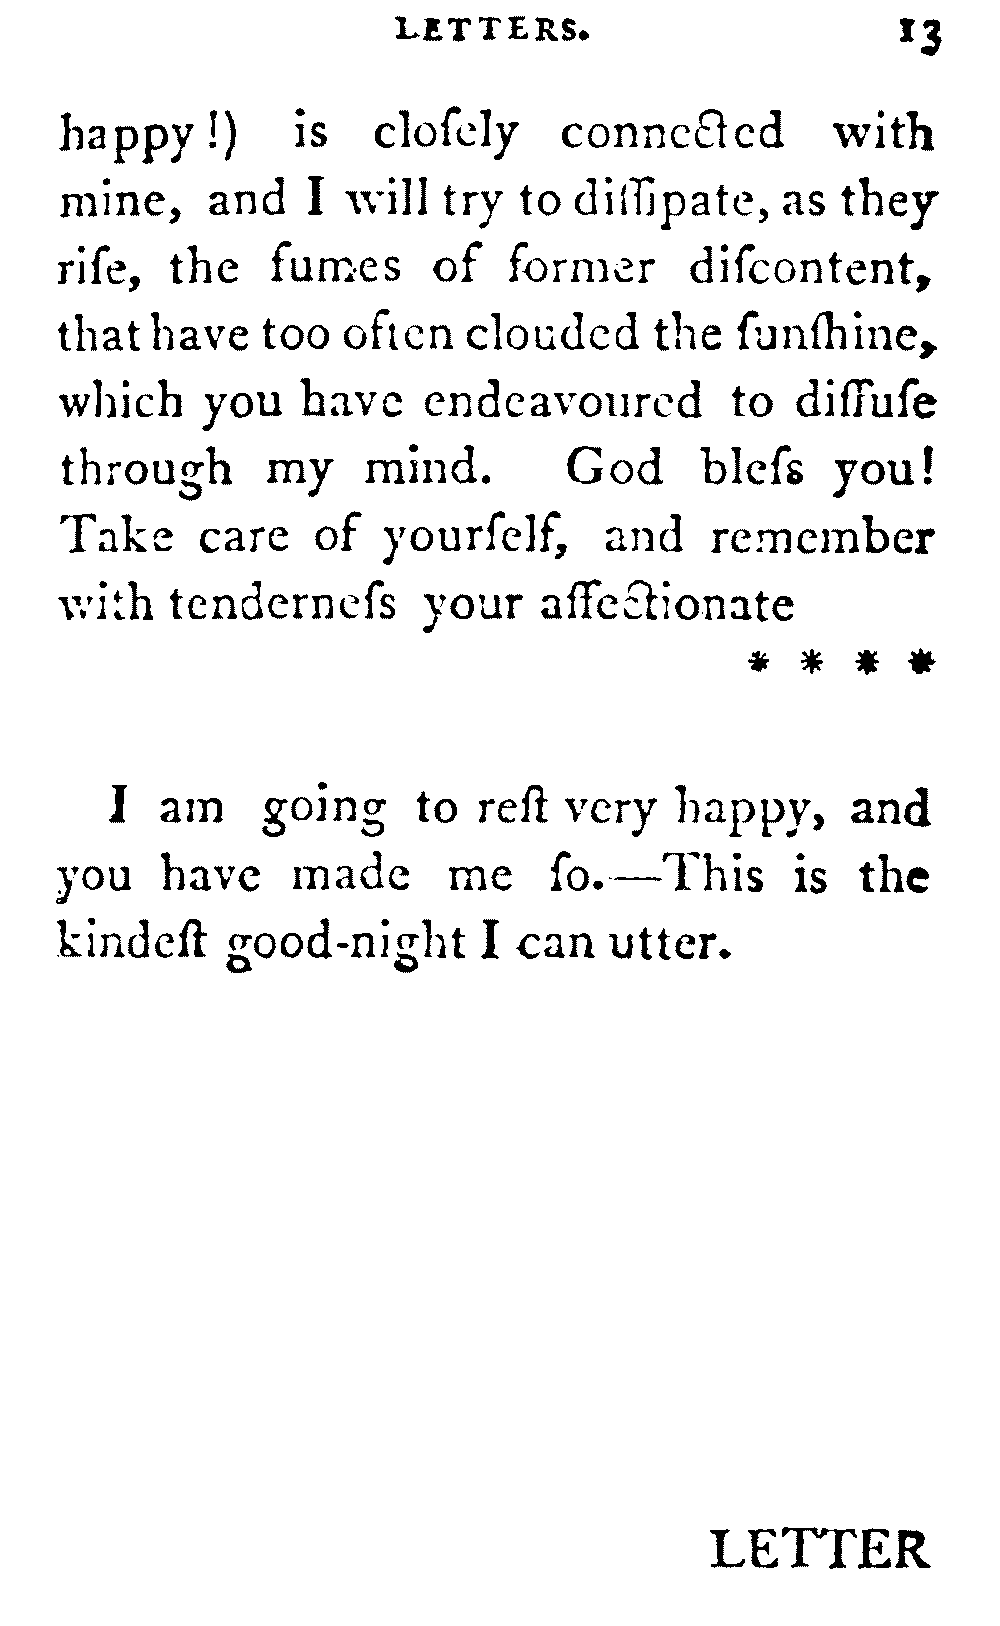 LETTERS. 13
happy!) is cloſely connected with
mine, and I will try to diſſipate, as they
riſe, the fumes of former diſcontent,
that have too often clouded the ſunſhine,
which you have endeavoured to diffuſe
through my mind. God bleſs you!
Take care of yourſelf, and remember
with tenderneſs your affectionate
* * * *
I am going to reſt very happy, and
you have made me ſo.—This is the
kindeſt good-night I can utter.
LETTER